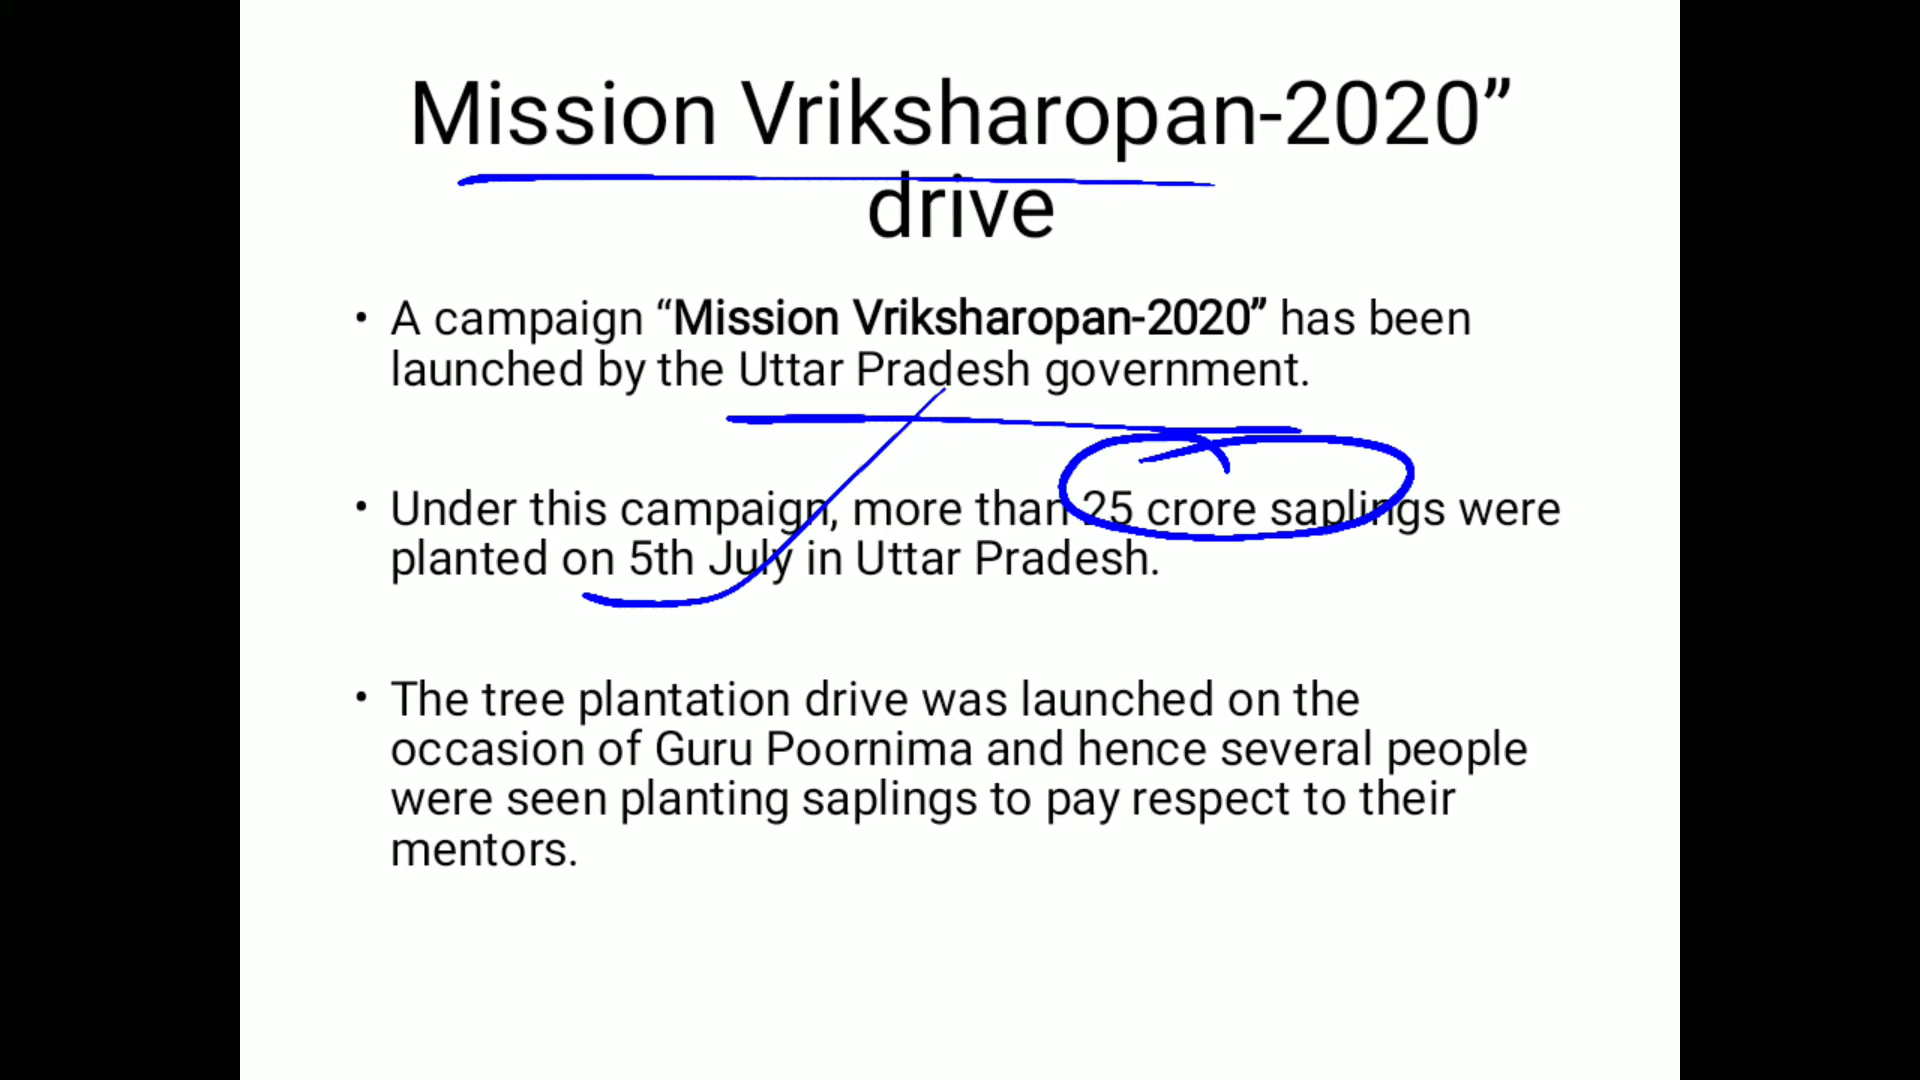 Mission Vriksharopan-2020”
drive
• A campaign “Mission Vriksharopan-2020” has been
launched by the Uttar Pradesh government.
• Under this campaign, more than 25 crore saplings were
planted on 5th July in Uttar Pradesh.
• The tree plantation drive was launched on the
occasion of Guru Poornima and hence several people
were seen planting saplings to pay respect to their
mentors.